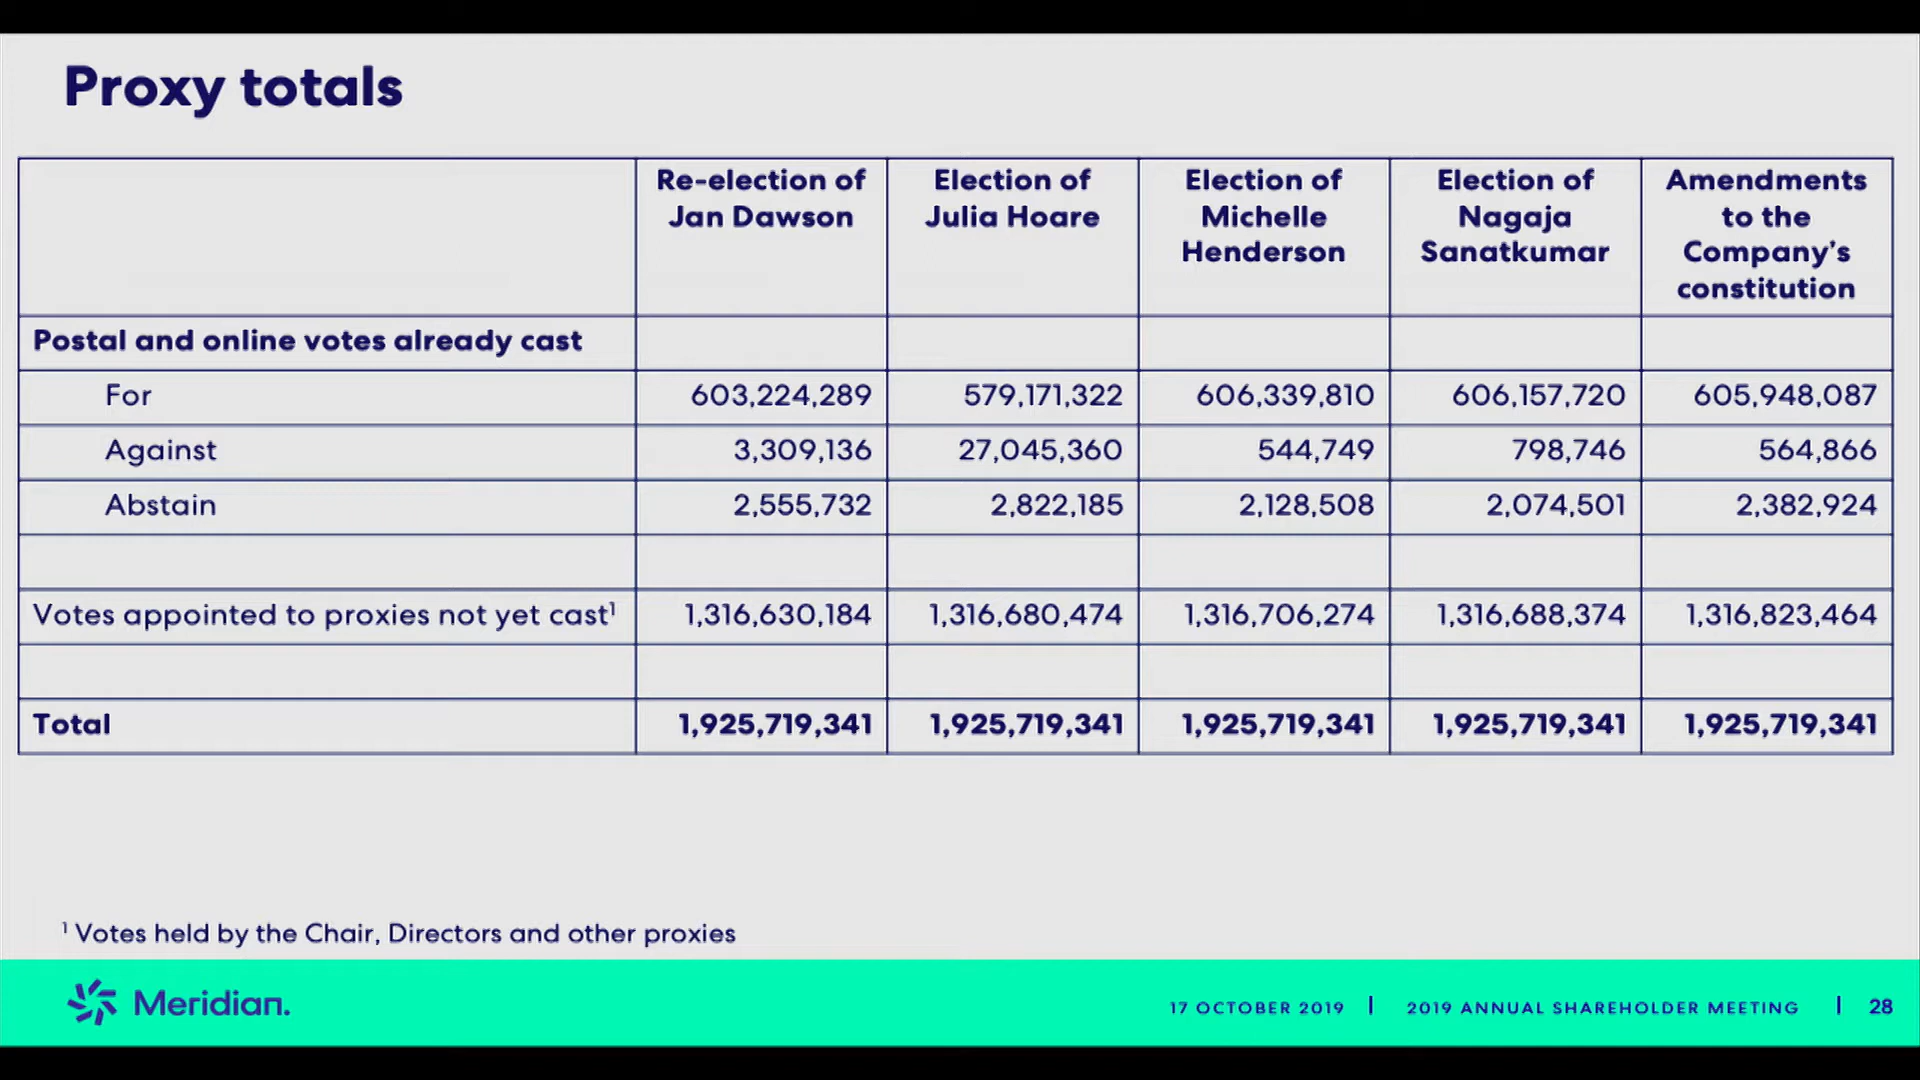 Proxy totals
Re-election of Jan Dawson Election of Julia Hoare Election of Michelle Henderson Election of Nagaja Sanatkumar Amendments to the Company's constitution
Postal and online votes already cast
For 603,224,289 579,171,322 606,339,810 606,157,720 605,948,087
Against 3,309,136 27,045,360 544,749 798,746 564,866
Abstain 2,555,732 2,822,185 2,128,508 2,074,501 2,382,924
Votes appointed to proxies not yet cast¹ 1,316,630,184 1,316,680,474 1,316,706,274 1,316,688,374 1,316,823,464
Total 1,925,719,341 1,925,719,341 1,925,719,341 1,925,719,341 1,925,719,341
¹ Votes held by the Chair, Directors and other proxies
Meridian. 17 OCTOBER 2019 | 2019 ANNUAL SHAREHOLDER MEETING | 28